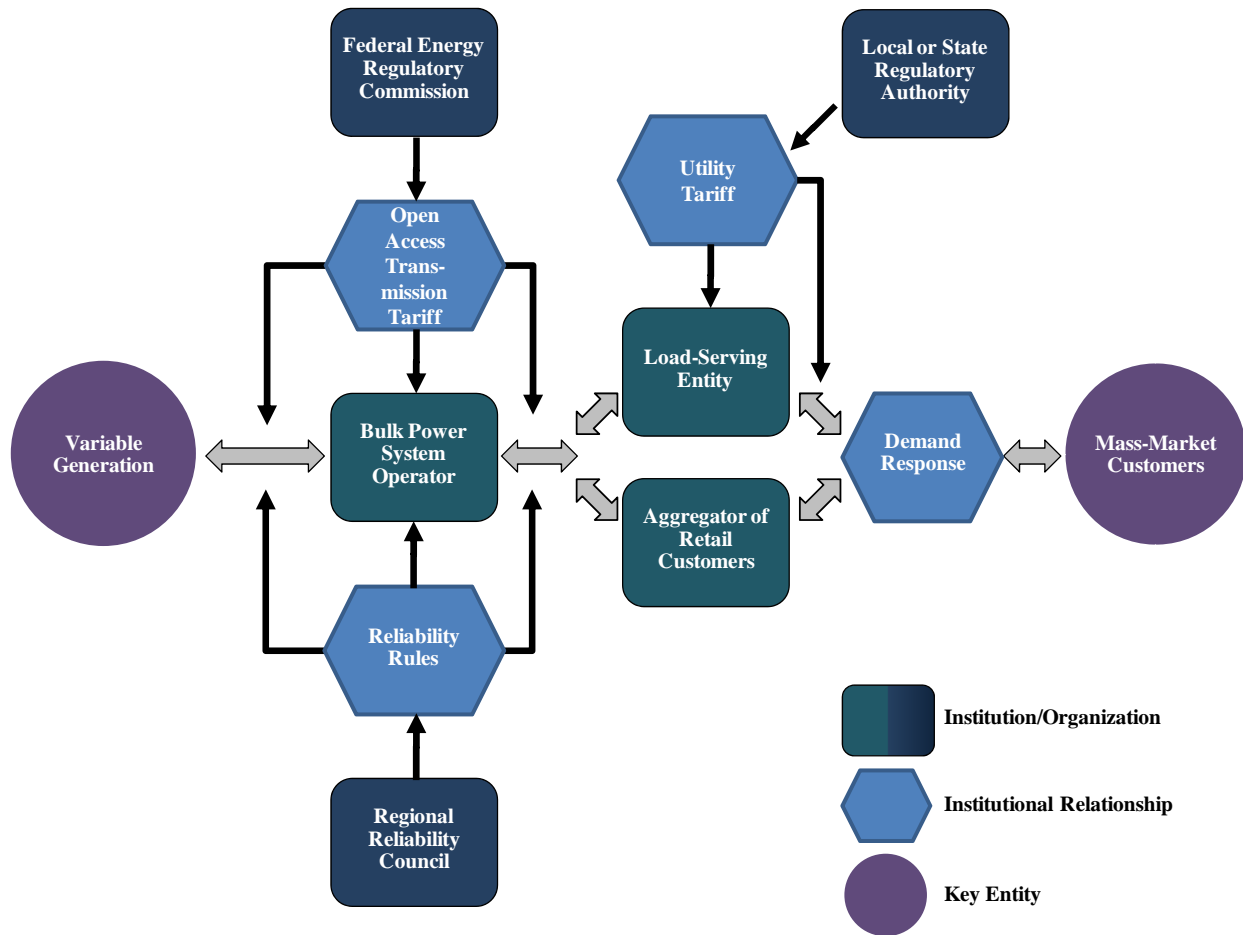 Federal Energy
Regulatory
Commission
Local or State
Regulatory
Authority
Utility
Tariff
Open
Access
Trans-
mission
Tariff
Load-Serving
Entity
Variable
Generation
Bulk Power
System
Operator
Demand
Response
Mass-Market
Customers
Aggregator of
Retail
Customers
Reliability
Rules
Institution/Organization
Regional
Reliability
Council
Institutional Relationship
Key Entity